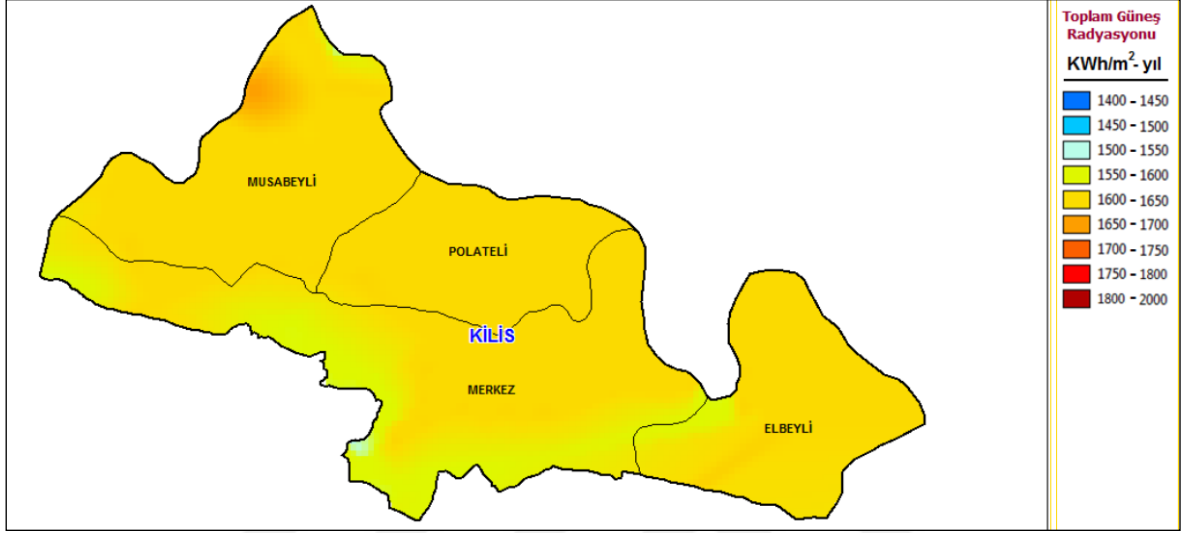 Toplam Güneş
Radyasyonu
KWh/m²- yıl
1400 - 1450
1450 - 1500
1500 - 1550
1550 - 1600
1600 - 1650
1650 - 1700
1700 - 1750
1750 - 1800
1800 - 2000
MUSABEYLİ
POLATELİ
KİLİS
MERKEZ
ELBEYLİ